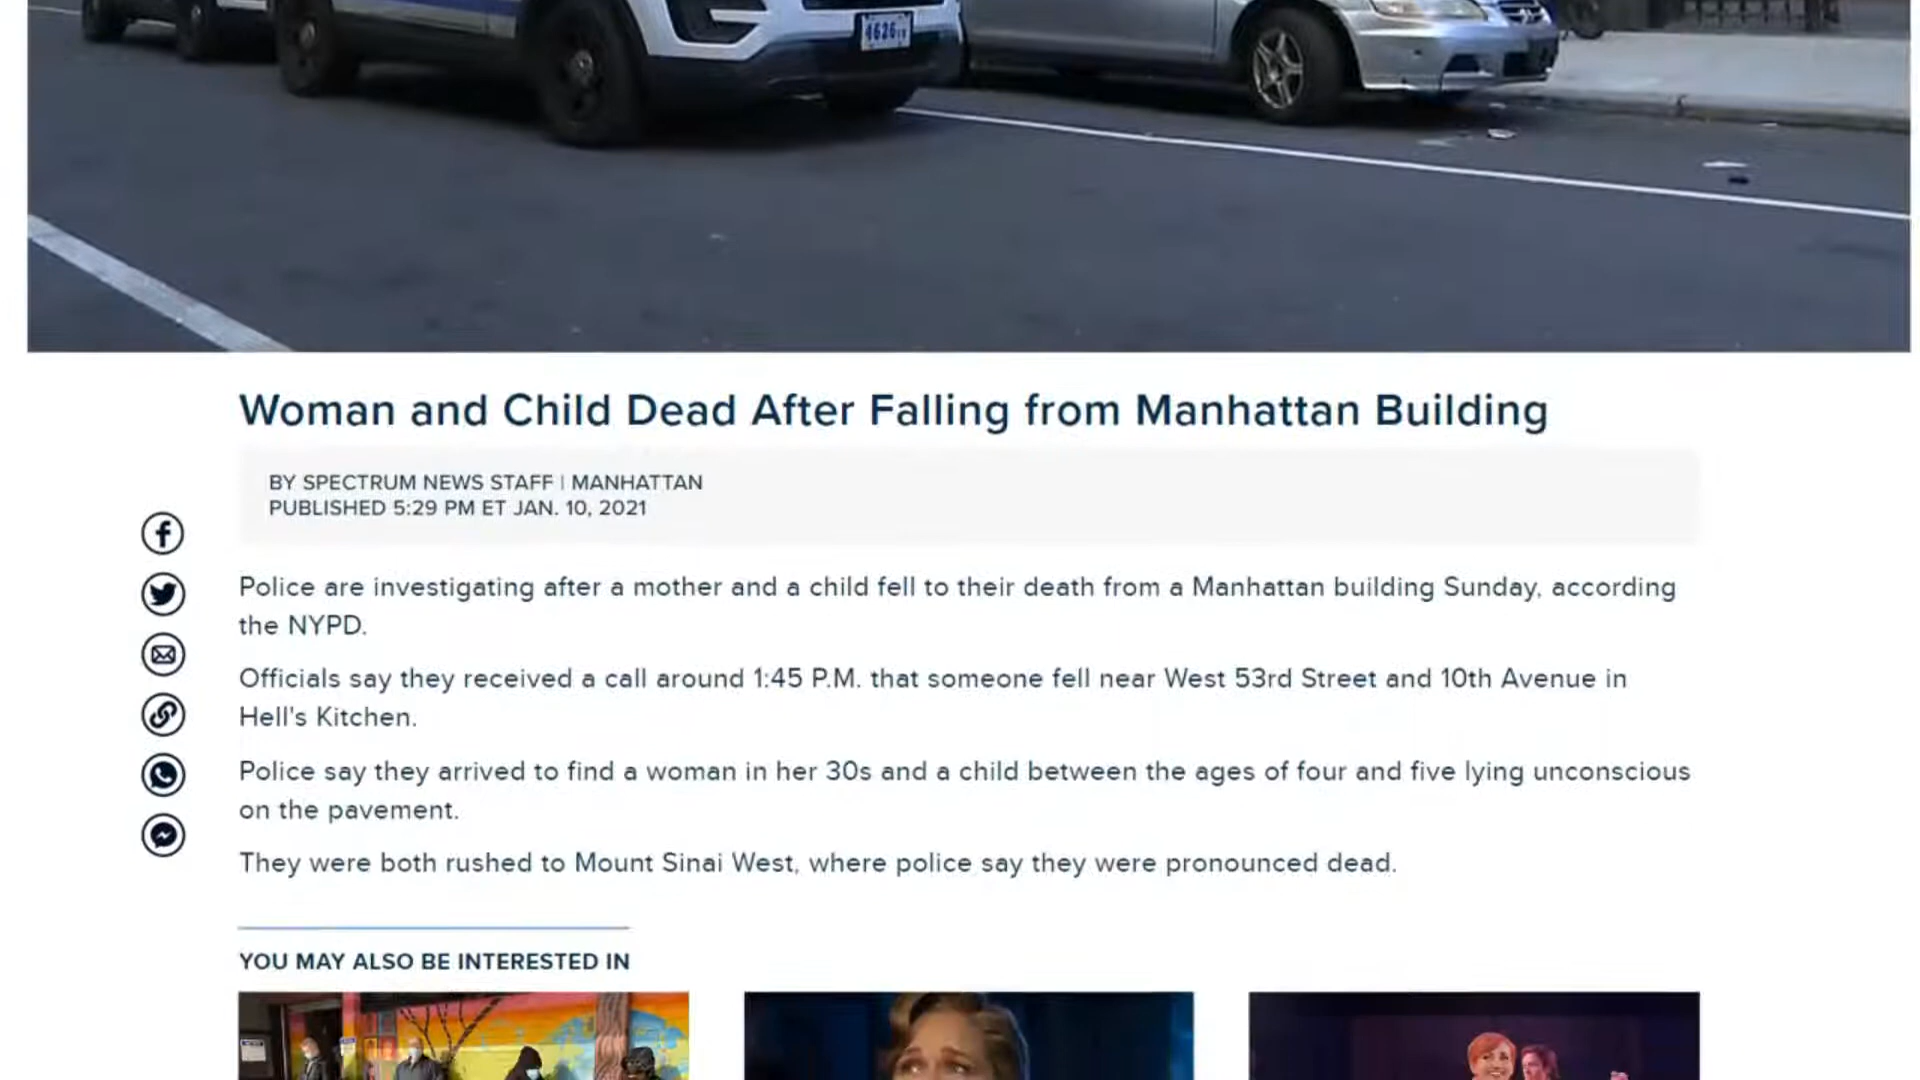 4636
Woman and Child Dead After Falling from Manhattan Building
BY SPECTRUM NEWS STAFF | MANHATTAN
PUBLISHED 5:29 PM ET JAN. 10, 2021
Police are investigating after a mother and a child fell to their death from a Manhattan building Sunday, according
the NYPD.
Officials say they received a call around 1:45 P.M. that someone fell near West 53rd Street and 10th Avenue in
Hell's Kitchen.
Police say they arrived to find a woman in her 30s and a child between the ages of four and five lying unconscious
on the pavement.
They were both rushed to Mount Sinai West, where police say they were pronounced dead.
YOU MAY ALSO BE INTERESTED IN